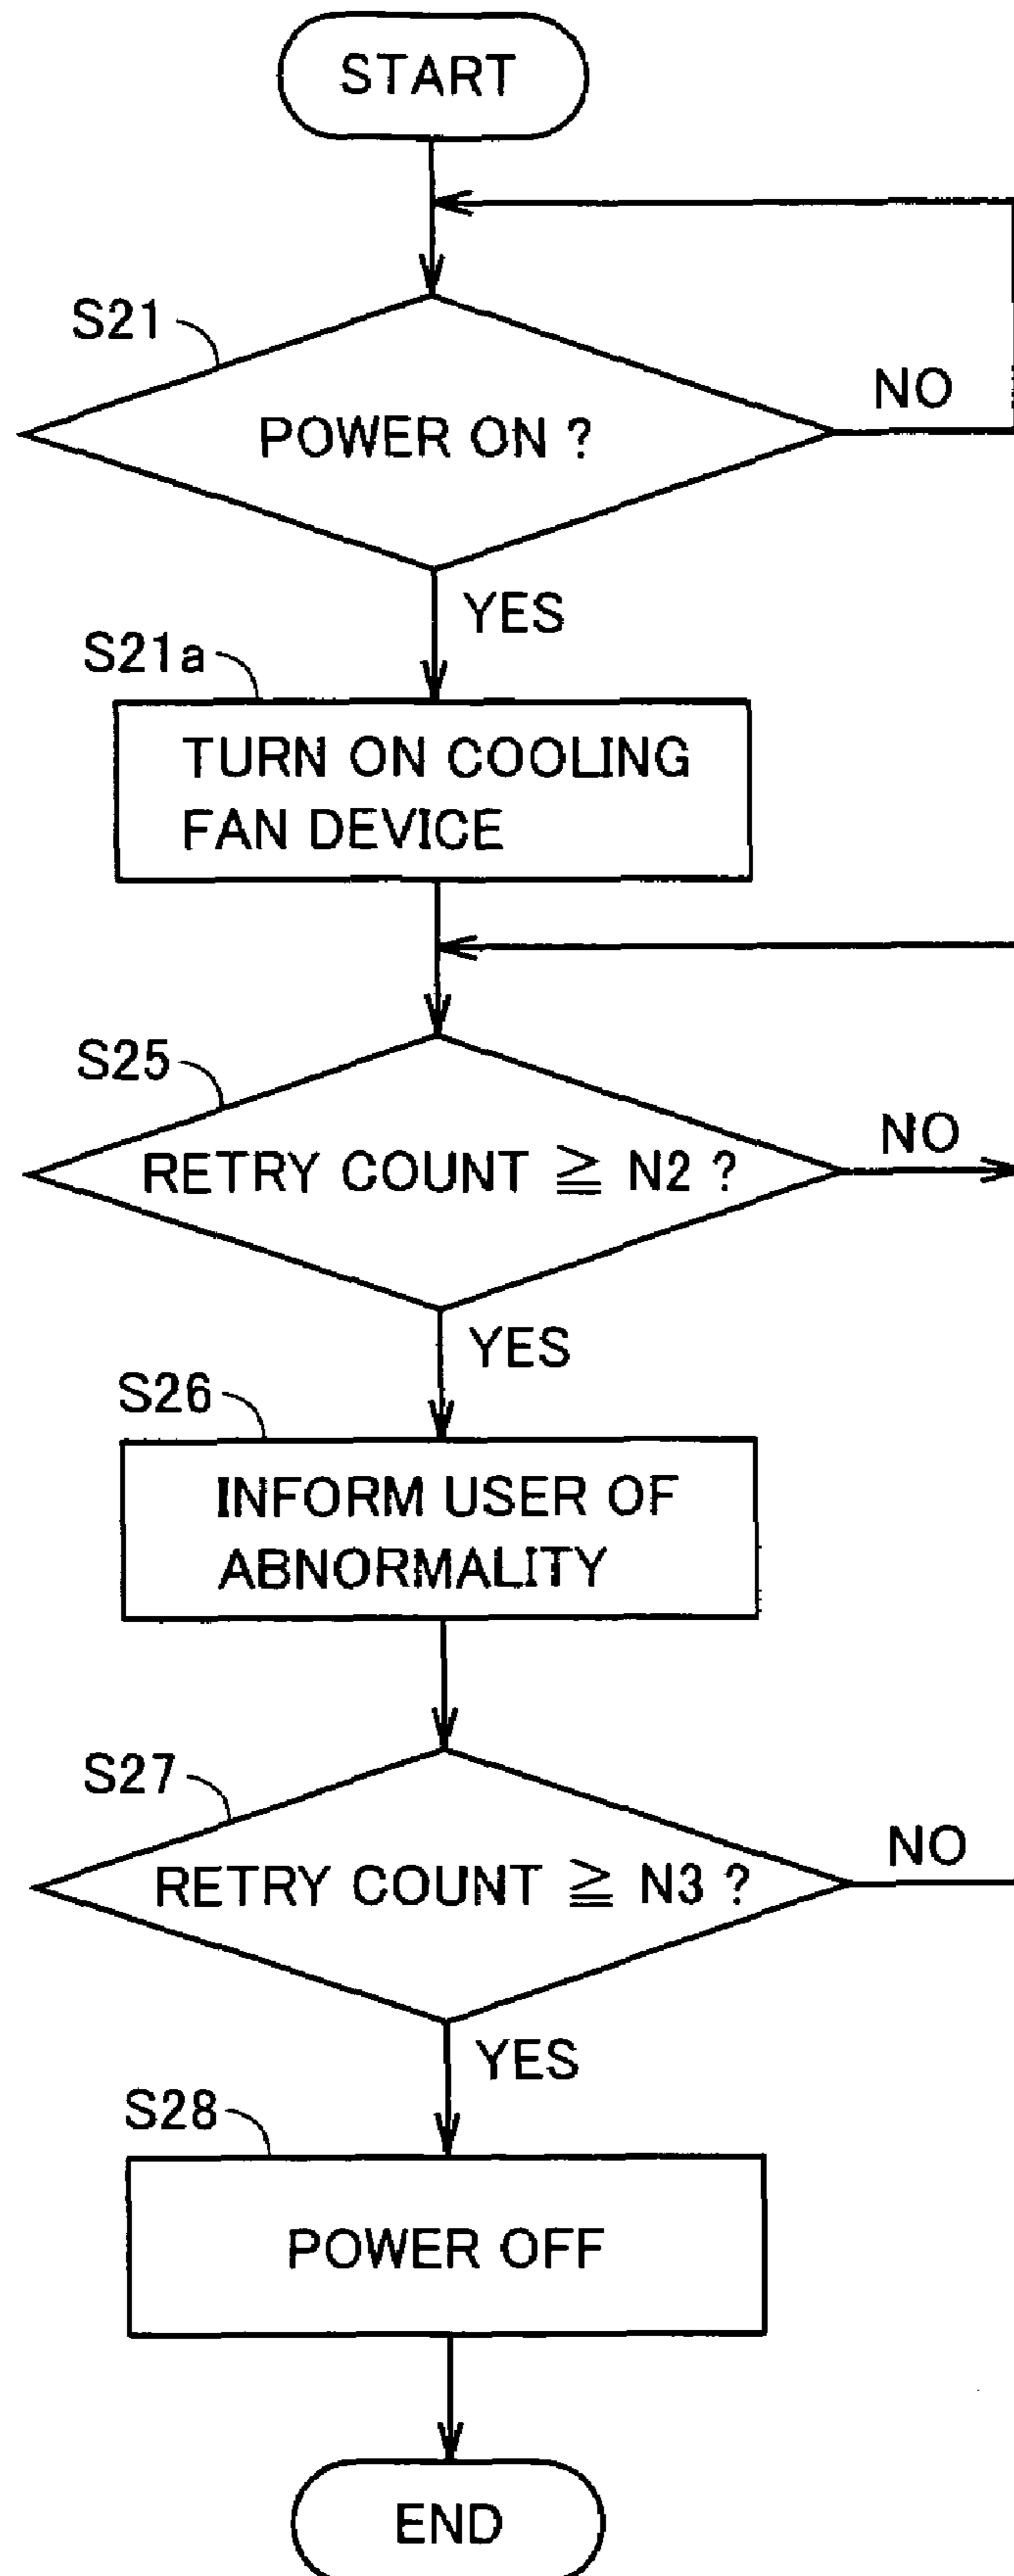 START
S21
POWER ON ?
NO
YES
S21a
TURN ON COOLING
FAN DEVICE
S25
RETRY COUNT ≧ N2 ?
NO
YES
S26
INFORM USER OF
ABNORMALITY
S27
RETRY COUNT ≧ N3 ?
NO
YES
S28
POWER OFF
END